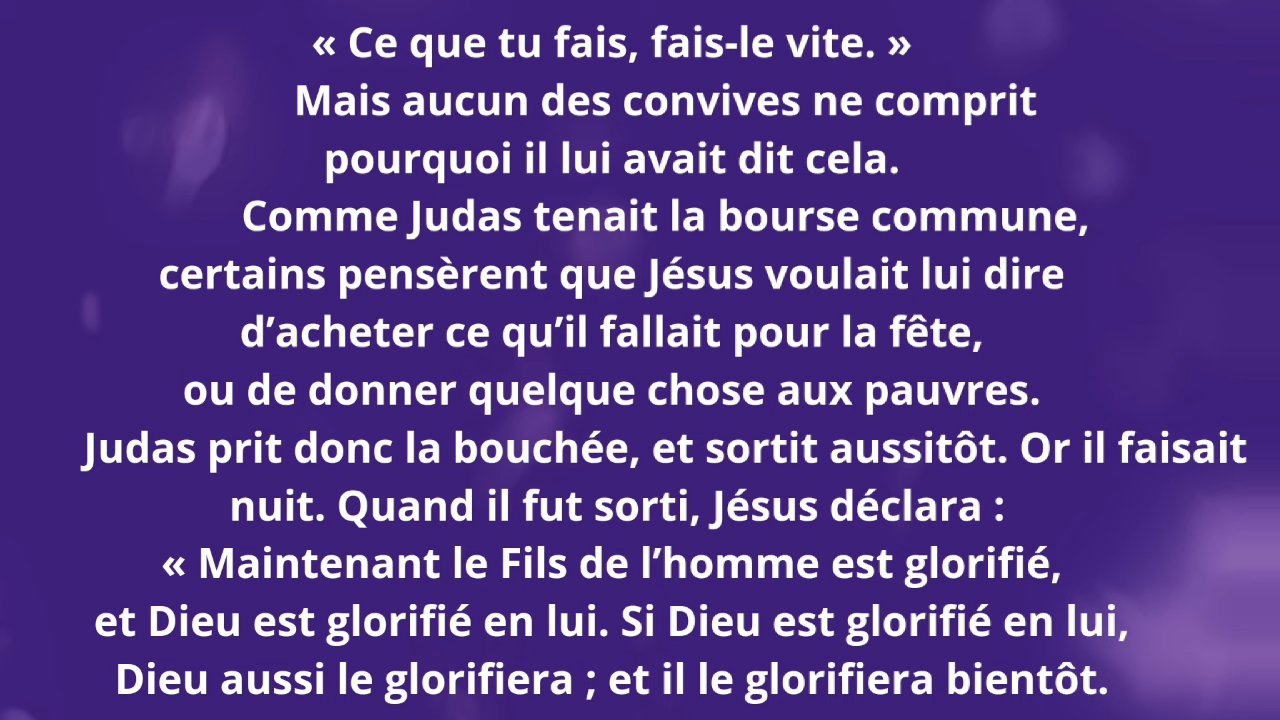 « Ce que tu fais, fais-le vite. »
Mais aucun des convives ne comprit
pourquoi il lui avait dit cela.
Comme Judas tenait la bourse commune,
certains pensèrent que Jésus voulait lui dire
d’acheter ce qu’il fallait pour la fête,
ou de donner quelque chose aux pauvres.
Judas prit donc la bouchée, et sortit aussitôt. Or il faisait
nuit. Quand il fut sorti, Jésus déclara :
« Maintenant le Fils de l’homme est glorifié,
et Dieu est glorifié en lui. Si Dieu est glorifié en lui,
Dieu aussi le glorifiera ; et il le glorifiera bientôt.